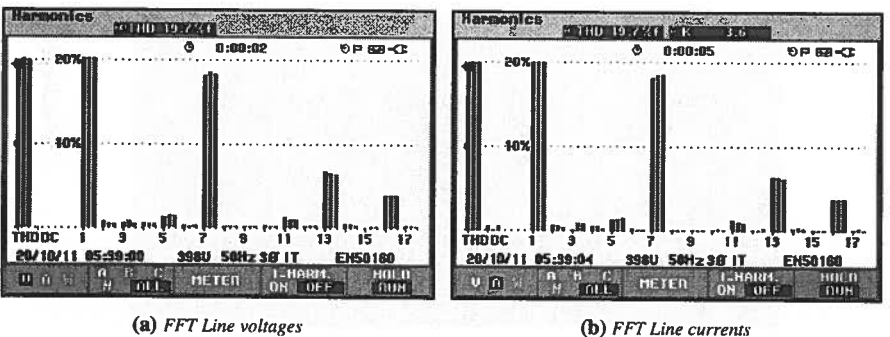 Harmonics
THD 19.7%f
0:00:02
20%
10%
THDDC 1 3 5 7 9 11 13 15 17
20/10/11 05:39:00 398V 50Hz 3Ø IT EN50160
V A W
A B C
N ALL
METER
I-HARM.
ON OFF
HOLD
RUN
(a) FFT Line voltages
Harmonics
THD 19.7%f K 3.6
0:00:05
20%
10%
THDDC 1 3 5 7 9 11 13 15 17
20/10/11 05:39:04 398V 50Hz 3Ø IT EN50160
V A W
A B C
N ALL
METER
I-HARM.
ON OFF
HOLD
RUN
(b) FFT Line currents